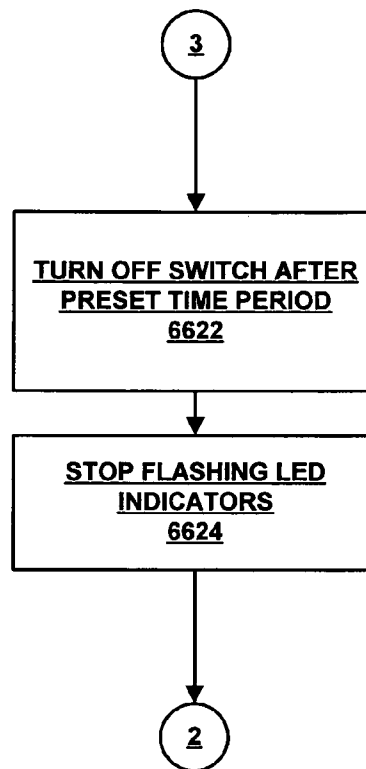 3
TURN OFF SWITCH AFTER
PRESET TIME PERIOD
6622
STOP FLASHING LED
INDICATORS
6624
2